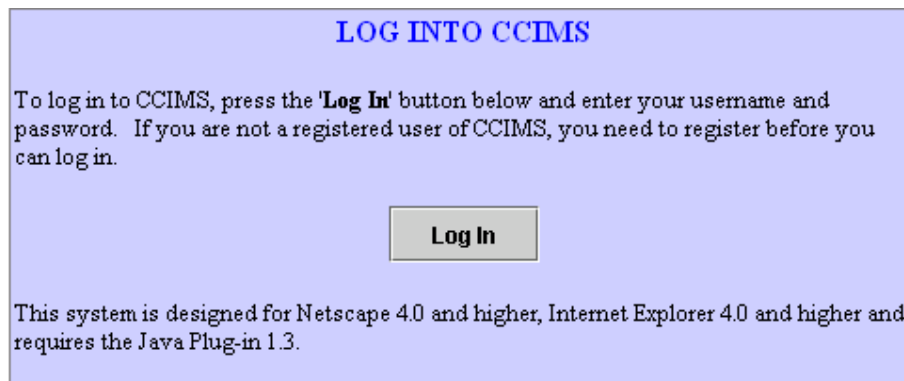 LOG INTO CCIMS
To log in to CCIMS, press the 'Log In' button below and enter your username and
password. If you are not a registered user of CCIMS, you need to register before you
can log in.
Log In
This system is designed for Netscape 4.0 and higher, Internet Explorer 4.0 and higher and
requires the Java Plug-in 1.3.